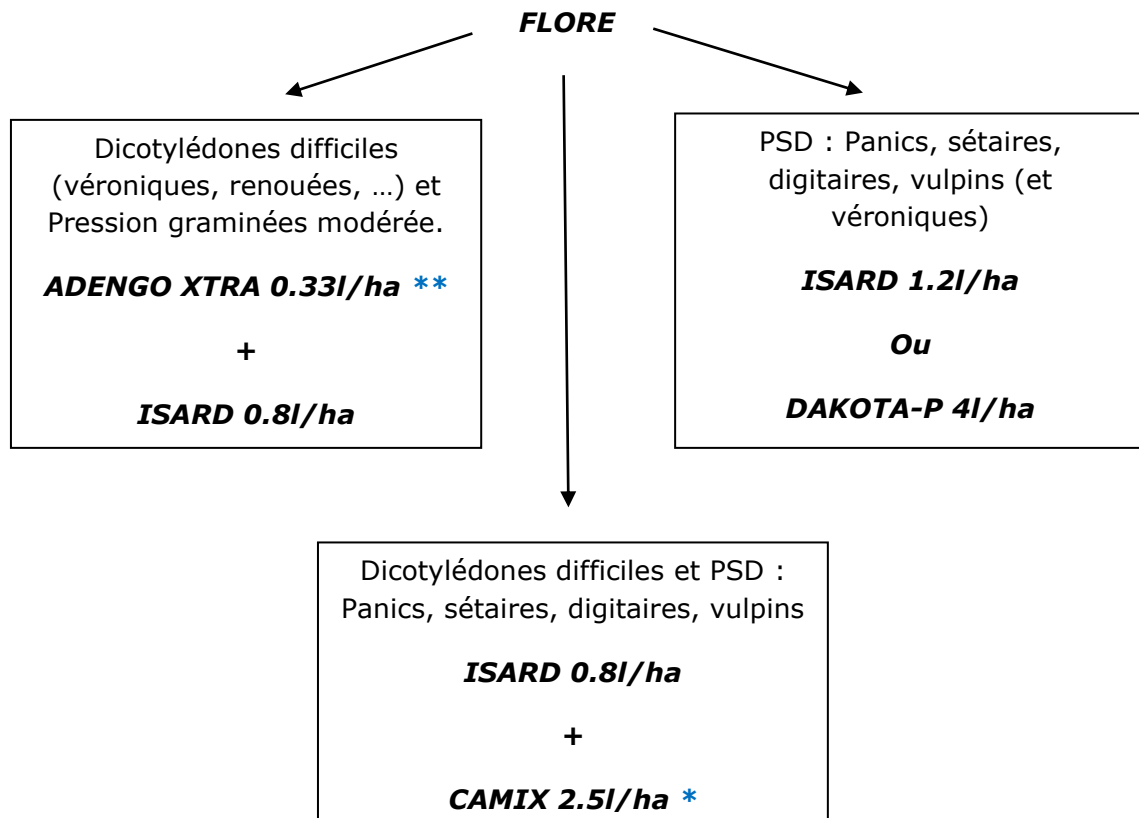 FLORE
Dicotylédones difficiles
(véroniques, renouées, …) et
Pression graminées modérée.
ADENGO XTRA 0.33l/ha **
+
ISARD 0.8l/ha
PSD : Panics, sétaires,
digitaires, vulpins (et
véroniques)
ISARD 1.2l/ha
Ou
DAKOTA-P 4l/ha
Dicotylédones difficiles et PSD :
Panics, sétaires, digitaires, vulpins
ISARD 0.8l/ha
+
CAMIX 2.5l/ha *